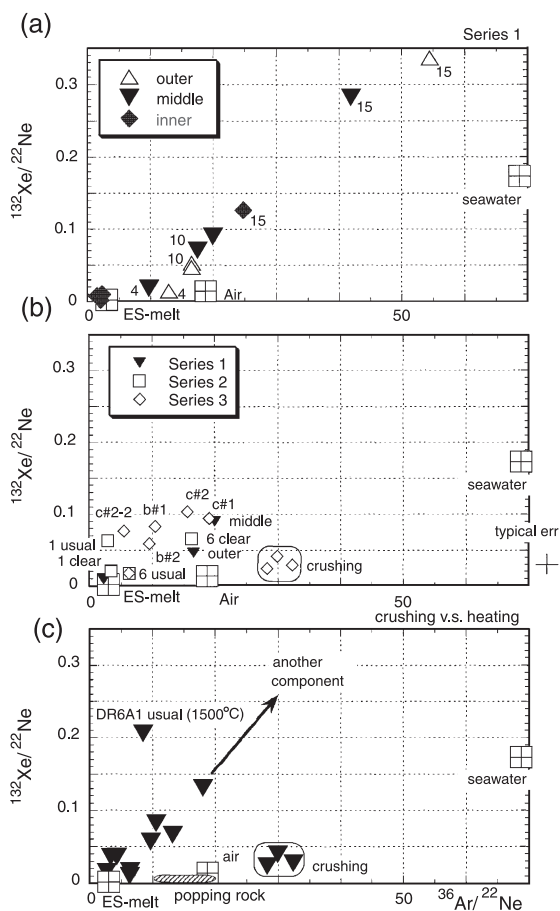 (a)
Series 1
0.3
0.2
0.1
0
132Xe/ 22Ne
outer
middle
inner
15
15
15
seawater
10
10
4
4
Air
0
ES-melt
50
(b)
0.3
0.2
0.1
0
132Xe/ 22Ne
Series 1
Series 2
Series 3
seawater
c#2-2
b#1
c#2
c#1
middle
typical err
1 usual
6 clear
outer
1 clear
b#2
6 usual
crushing
0
ES-melt
Air
50
crushing v.s. heating
(c)
0.3
0.2
0.1
0
132Xe/ 22Ne
another
component
DR6A1 usual (1500°C)
seawater
air
crushing
0
ES-melt
popping rock
50
36Ar/ 22Ne